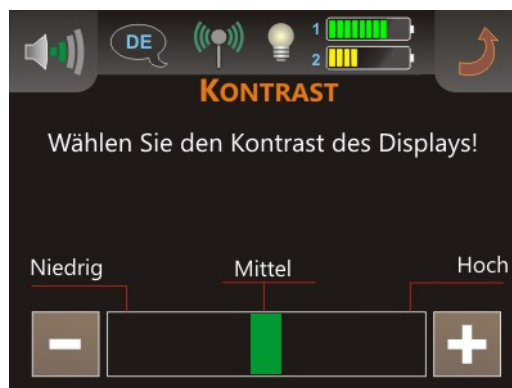 DE
1
2
KONTRAST
Wählen Sie den Kontrast des Displays!
Niedrig
Mittel
Hoch